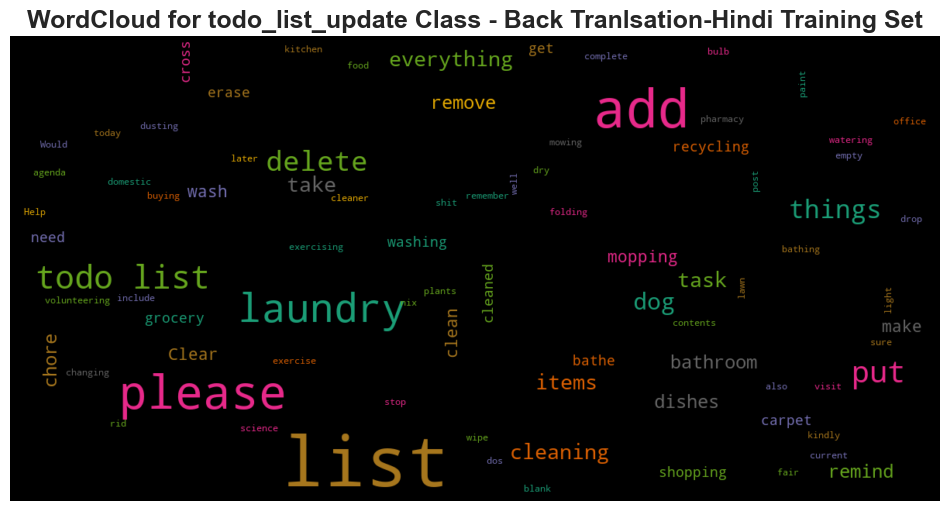 WordCloud for todo_list_update Class - Back Tranlsation-Hindi Training Set
cross
kitchen
food
everything
get
complete
bulb
paint
erase
remove
add
pharmacy
office
today
dusting
Would
later
delete
mowing
recycling
watering
empty
agenda
domestic
buying
wash
take
cleaner
shit
remember
well
dry
folding
post
things
drop
Help
need
exercising
washing
mopping
bathing
todo list
volunteering
include
grocery
laundry
nix
plants
cleaned
dog
task
lawn
contents
light
make
sure
chore
changing
Clear
exercise
clean
bathe
items
bathroom
put
please
stop
dishes
also
visit
rid
science
list
wipe
dos
cleaning
carpet
kindly
current
blank
shopping
fair
remind